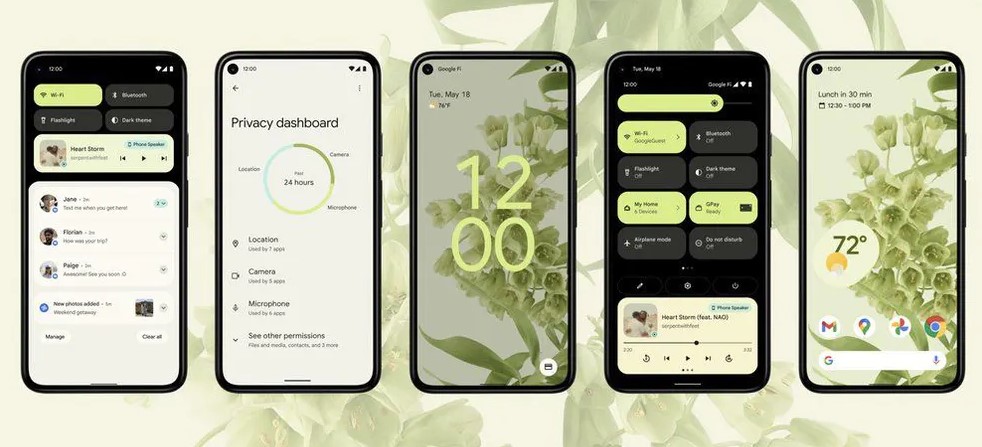 12:00
Wi-Fi
Bluetooth
Flashlight
Dark theme
Phone Speaker
Heart Storm
serpentwithfeet
Jane • 2m
Text me when you get here!
2
Florian • 2m
How was your trip?
Paige • 3m
Awesome! See you soon :D
New photos added • 5m
Weekend getaway
Manage
Clear all
12:00
Privacy dashboard
Location
Camera
Past
24 hours
Microphone
Location
Used by 7 apps
Camera
Used by 5 apps
Microphone
Used by 6 apps
See other permissions
Files and media, contacts, and 3 more
Google Fi
Tue, May 18
76°F
12
00
Tue, May 18
12:00
Google Fi
Wi-Fi
GoogleGuest
Bluetooth
Off
Flashlight
Off
Dark theme
Off
My Home
6 Devices
GPay
Ready
Airplane mode
Off
Do not disturb
Off
Phone Speaker
Heart Storm (feat. NAO)
serpentwithfeet
2:20
3:32
12:00
Lunch in 30 min
12:30 - 1:00 PM
72°